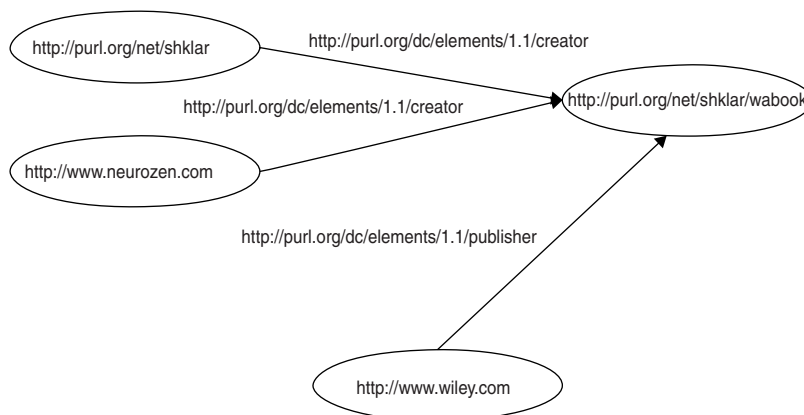 http://purl.org/net/shklar
http://purl.org/dc/elements/1.1/creator
http://purl.org/net/shklar/wabook
http://purl.org/dc/elements/1.1/creator
http://www.neurozen.com
http://purl.org/dc/elements/1.1/publisher
http://www.wiley.com